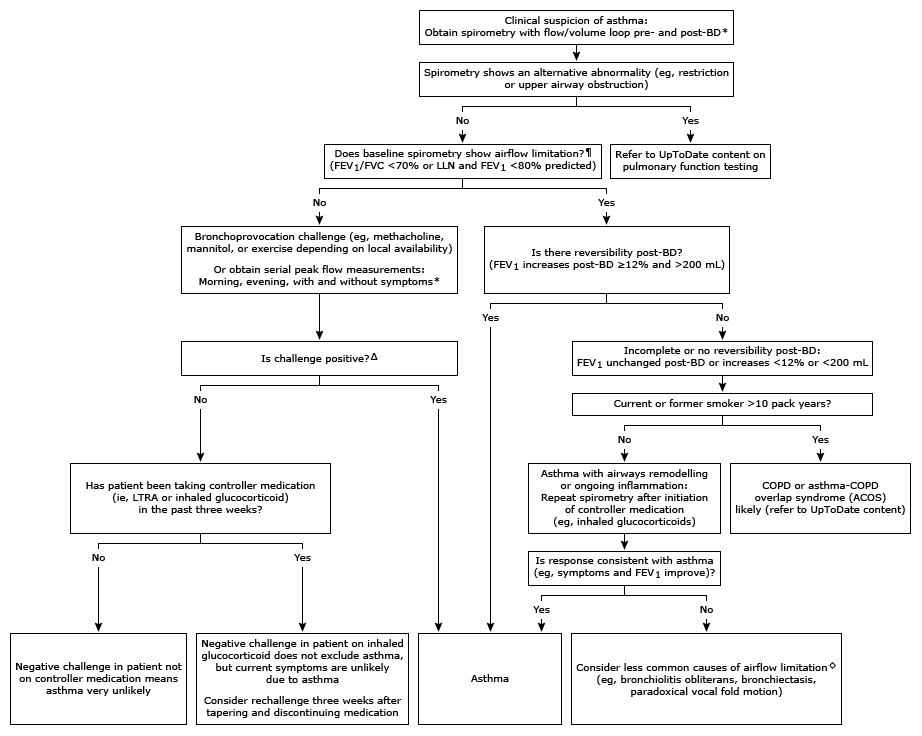 Clinical suspicion of asthma:
Obtain spirometry with flow/volume loop pre- and post-BD*
Spirometry shows an alternative abnormality (eg, restriction
or upper airway obstruction)
No
Yes
Does baseline spirometry show airflow limitation?¶
(FEV1/FVC <70% or LLN and FEV1 <80% predicted)
Refer to UpToDate content on
pulmonary function testing
No
Yes
Bronchoprovocation challenge (eg, methacholine,
mannitol, or exercise depending on local availability)
Or obtain serial peak flow measurements:
Morning, evening, with and without symptoms*
Is there reversibility post-BD?
(FEV1 increases post-BD ≥12% and >200 mL)
Yes
No
Is challenge positive?Δ
Incomplete or no reversibility post-BD:
FEV1 unchanged post-BD or increases <12% or <200 mL
No
Yes
Current or former smoker >10 pack years?
No
Yes
Has patient been taking controller medication
(ie, LTRA or inhaled glucocorticoid)
in the past three weeks?
Asthma with airways remodelling
or ongoing inflammation:
Repeat spirometry after initiation
of controller medication
(eg, inhaled glucocorticoids)
COPD or asthma-COPD
overlap syndrome (ACOS)
likely (refer to UpToDate content)
No
Yes
Is response consistent with asthma
(eg, symptoms and FEV1 improve)?
Yes
No
Negative challenge in patient not
on controller medication means
asthma very unlikely
Negative challenge in patient on inhaled
glucocorticoid does not exclude asthma,
but current symptoms are unlikely
due to asthma
Consider rechallenge three weeks after
tapering and discontinuing medication
Asthma
Consider less common causes of airflow limitation◇
(eg, bronchiolitis obliterans, bronchiectasis,
paradoxical vocal fold motion)